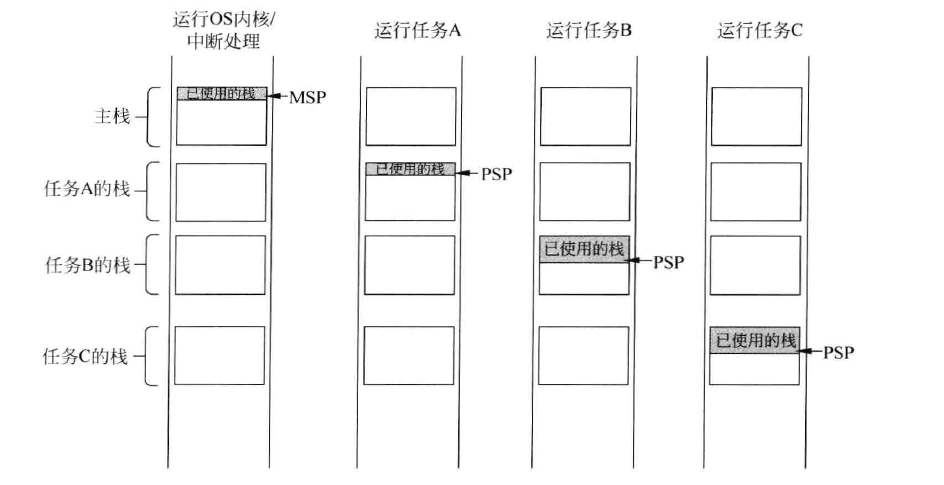 运行OS内核/
中断处理
运行任务A
运行任务B
运行任务C
主栈
已使用的栈
MSP
任务A的栈
已使用的栈
PSP
任务B的栈
已使用的栈
PSP
任务C的栈
已使用的栈
PSP